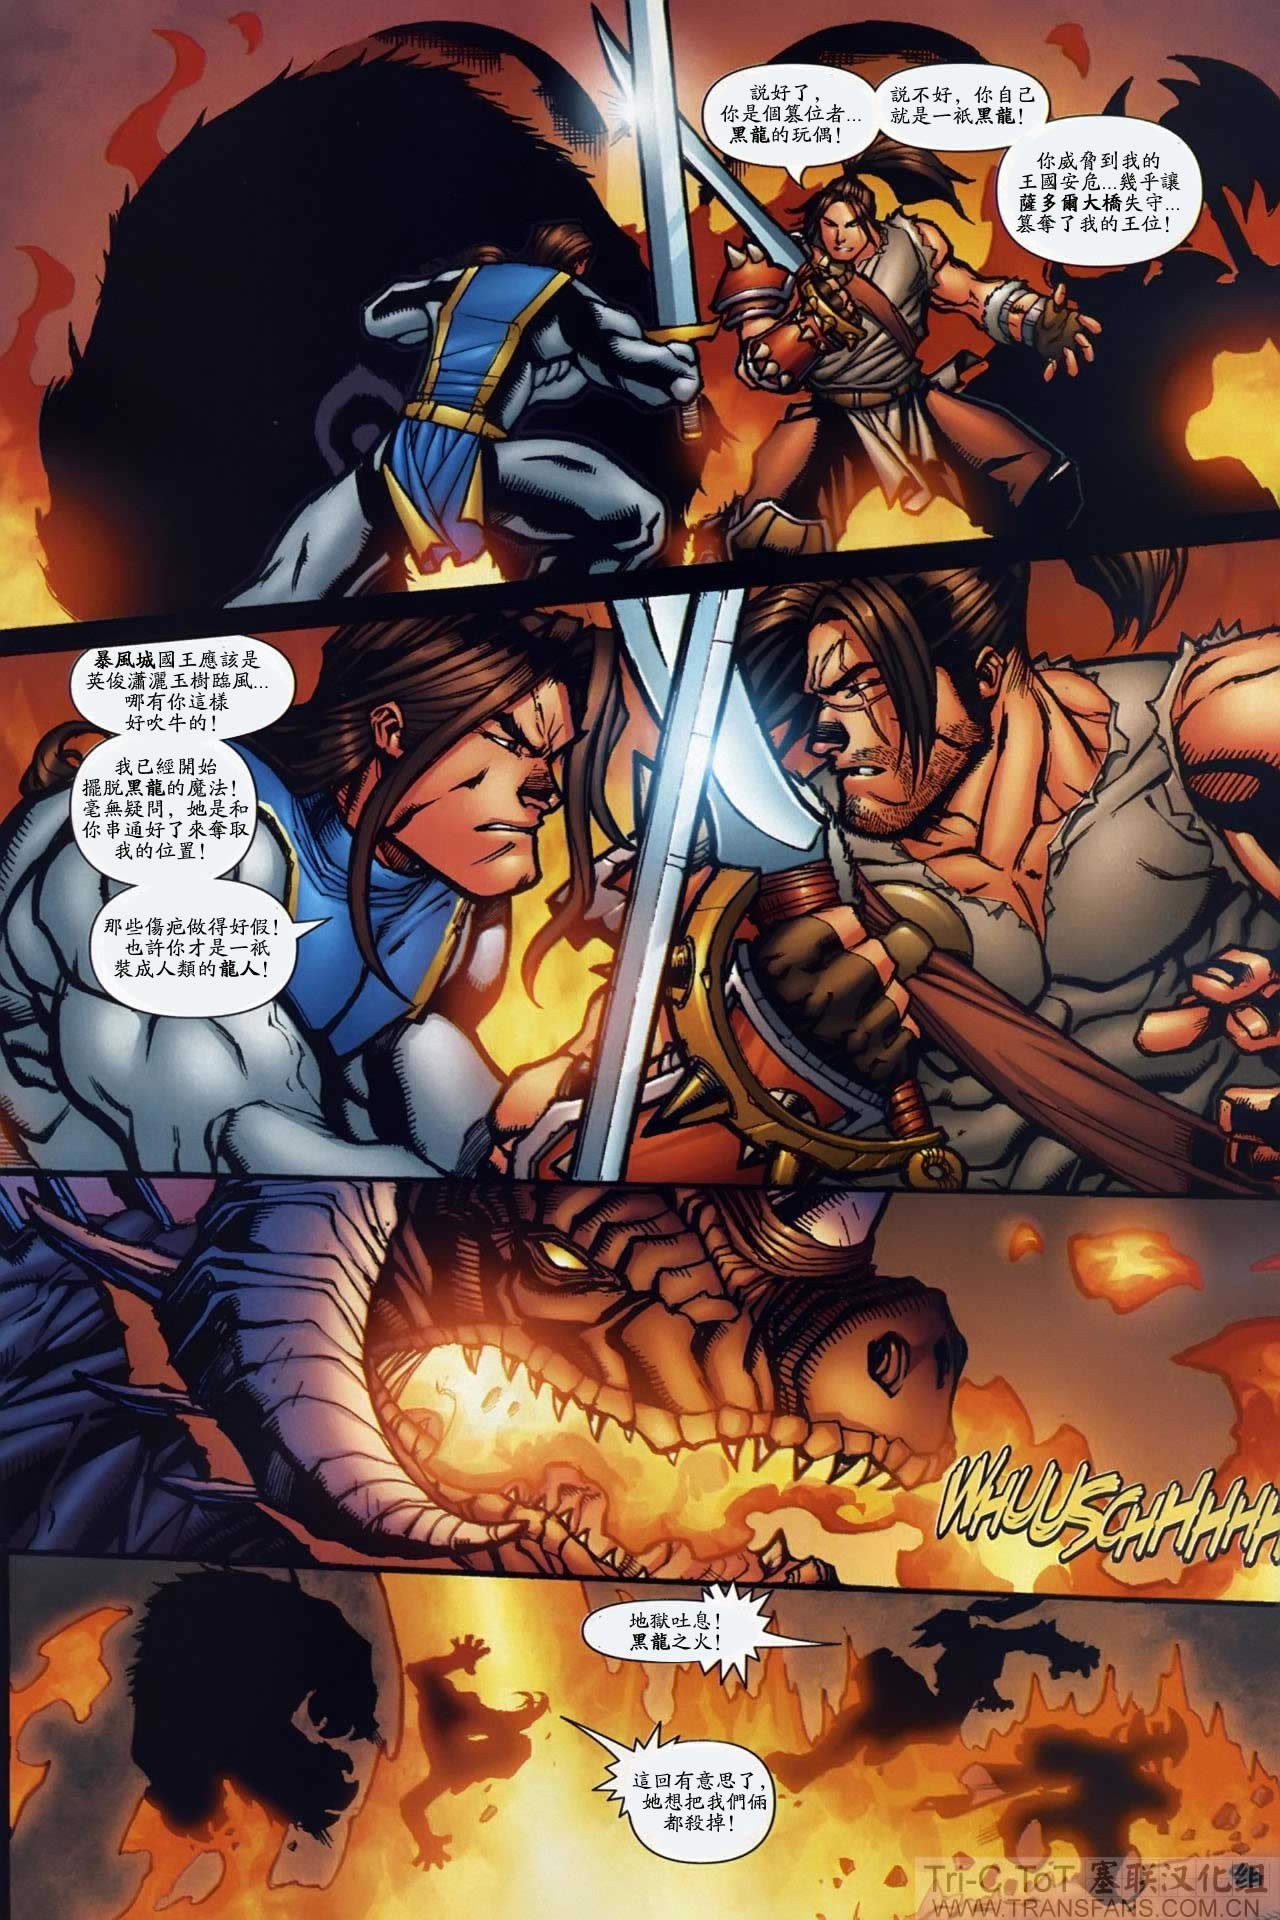 說好了，
你是個篡位者...
黑龍的玩偶！
說不好，你自己
就是一衹黑龍！
你威脅到我的
王國安危...幾乎讓
薩多爾大橋失守...
篡奪了我的王位！
暴風城國王應該是
英俊瀟灑玉樹臨風...
哪有你這樣
好吹牛的！
我已經開始
擺脫黑龍的魔法！
毫無疑問，她是和
你串通好了來奪取
我的位置！
那些傷疤做得好假！
也許你才是一衹
裝成人類的龍人！
WHUUSCHHHHHH
地獄吐息！
黑龍之火！
這回有意思了，
她想把我們倆
都殺掉！
Tri-C ToT 塞联汉化组
WWW.TRANSFANS.COM.CN